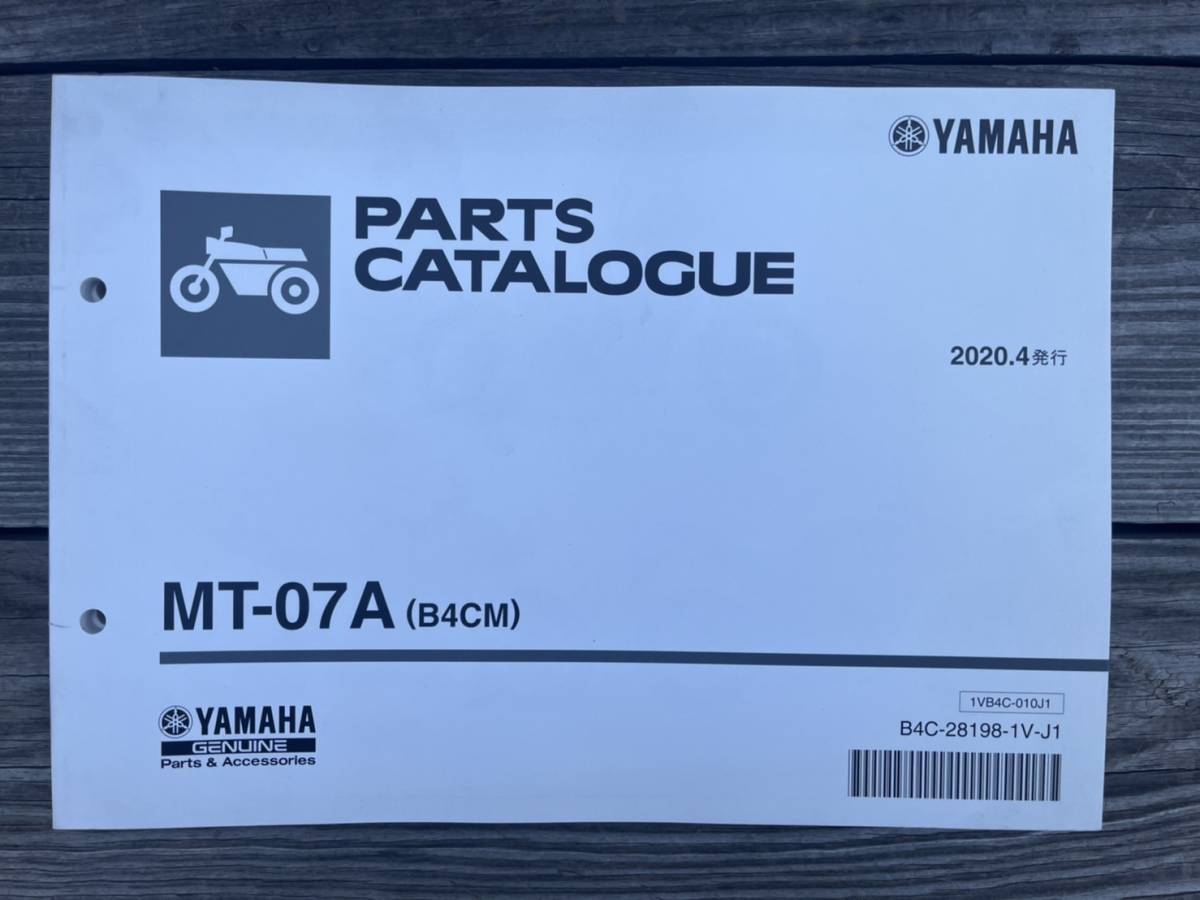 YAMAHA
PARTS
CATALOGUE
2020.4発行
MT-07A (B4CM)
YAMAHA
GENUINE
Parts & Accessories
1VB4C-010J1
B4C-28198-1V-J1